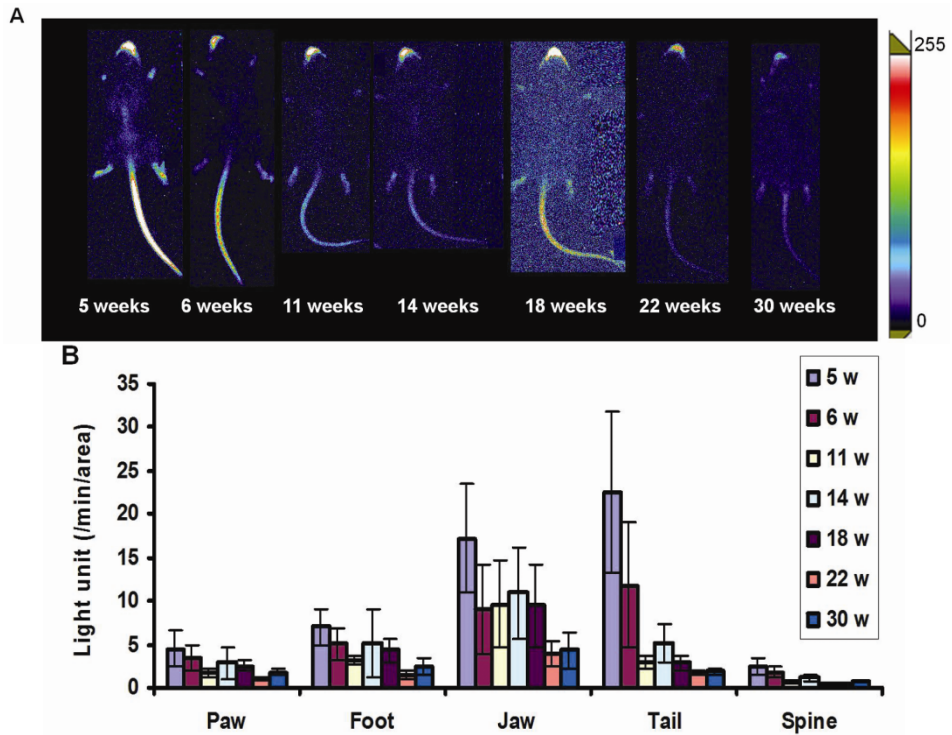 A
255
0
5 weeks 6 weeks 11 weeks 14 weeks 18 weeks 22 weeks 30 weeks
B
Light unit (/min/area)
35
30
25
20
15
10
5
0
Paw Foot Jaw Tail Spine
5 w
6 w
11 w
14 w
18 w
22 w
30 w